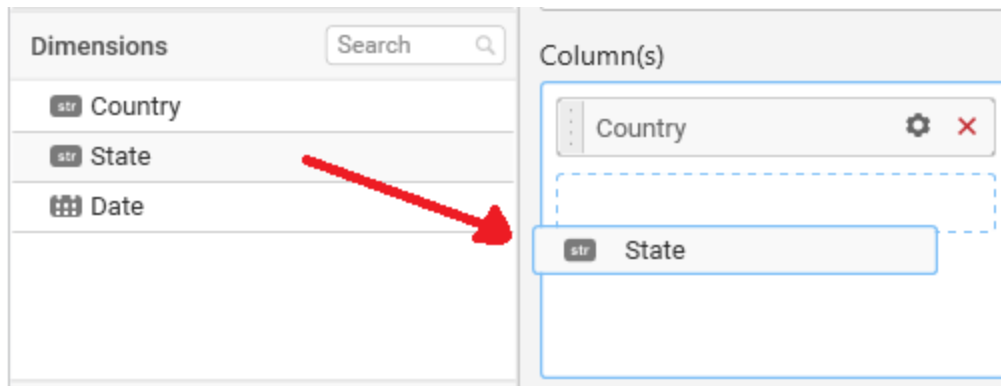 Dimensions
Search
str Country
str State
Date
Column(s)
Country
str State